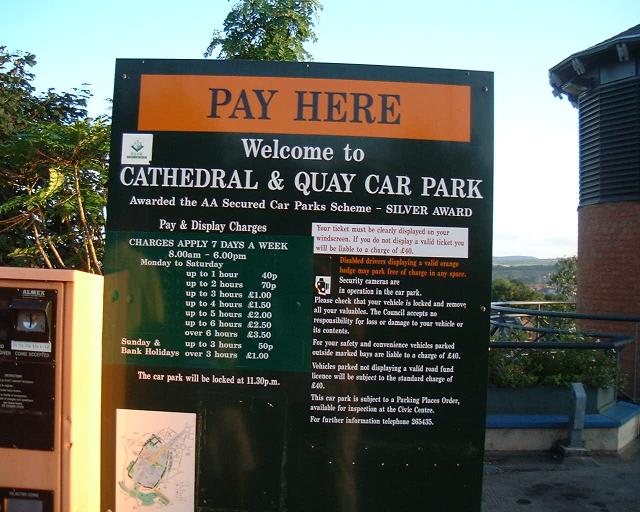 PAY HERE
Welcome to
CATHEDRAL & QUAY CAR PARK
Awarded the AA Secured Car Parks Scheme - SILVER AWARD
Pay & Display Charges
CHARGES APPLY 7 DAYS A WEEK
8.00am - 6.00pm
Monday to Saturday
up to 1 hour 40p
up to 2 hours 70p
up to 3 hours £1.00
up to 4 hours £1.50
up to 5 hours £2.00
up to 6 hours £2.50
over 6 hours £3.50
Sunday & up to 3 hours 50p
Bank Holidays over 3 hours £1.00
The car park will be locked at 11.30p.m.
Your ticket must be clearly displayed on your
windscreen. If you do not display a valid ticket you
will be liable to a charge of £40.
Disabled drivers displaying a valid orange
badge may park free of charge in any space.
Security cameras are
in operation in the car park.
Please check that your vehicle is locked and remove
all your valuables. The Council accepts no
responsibility for loss or damage to your vehicle or
its contents.
For your safety and convenience vehicles parked
outside marked bays are liable to a charge of £40.
Vehicles parked not displaying a valid road fund
licence will be subject to the standard charge of
£40.
This car park is subject to a Parking Places Order,
available for inspection at the Civic Centre.
For further information telephone 265435.
ALMEX
COINS ACCEPTED